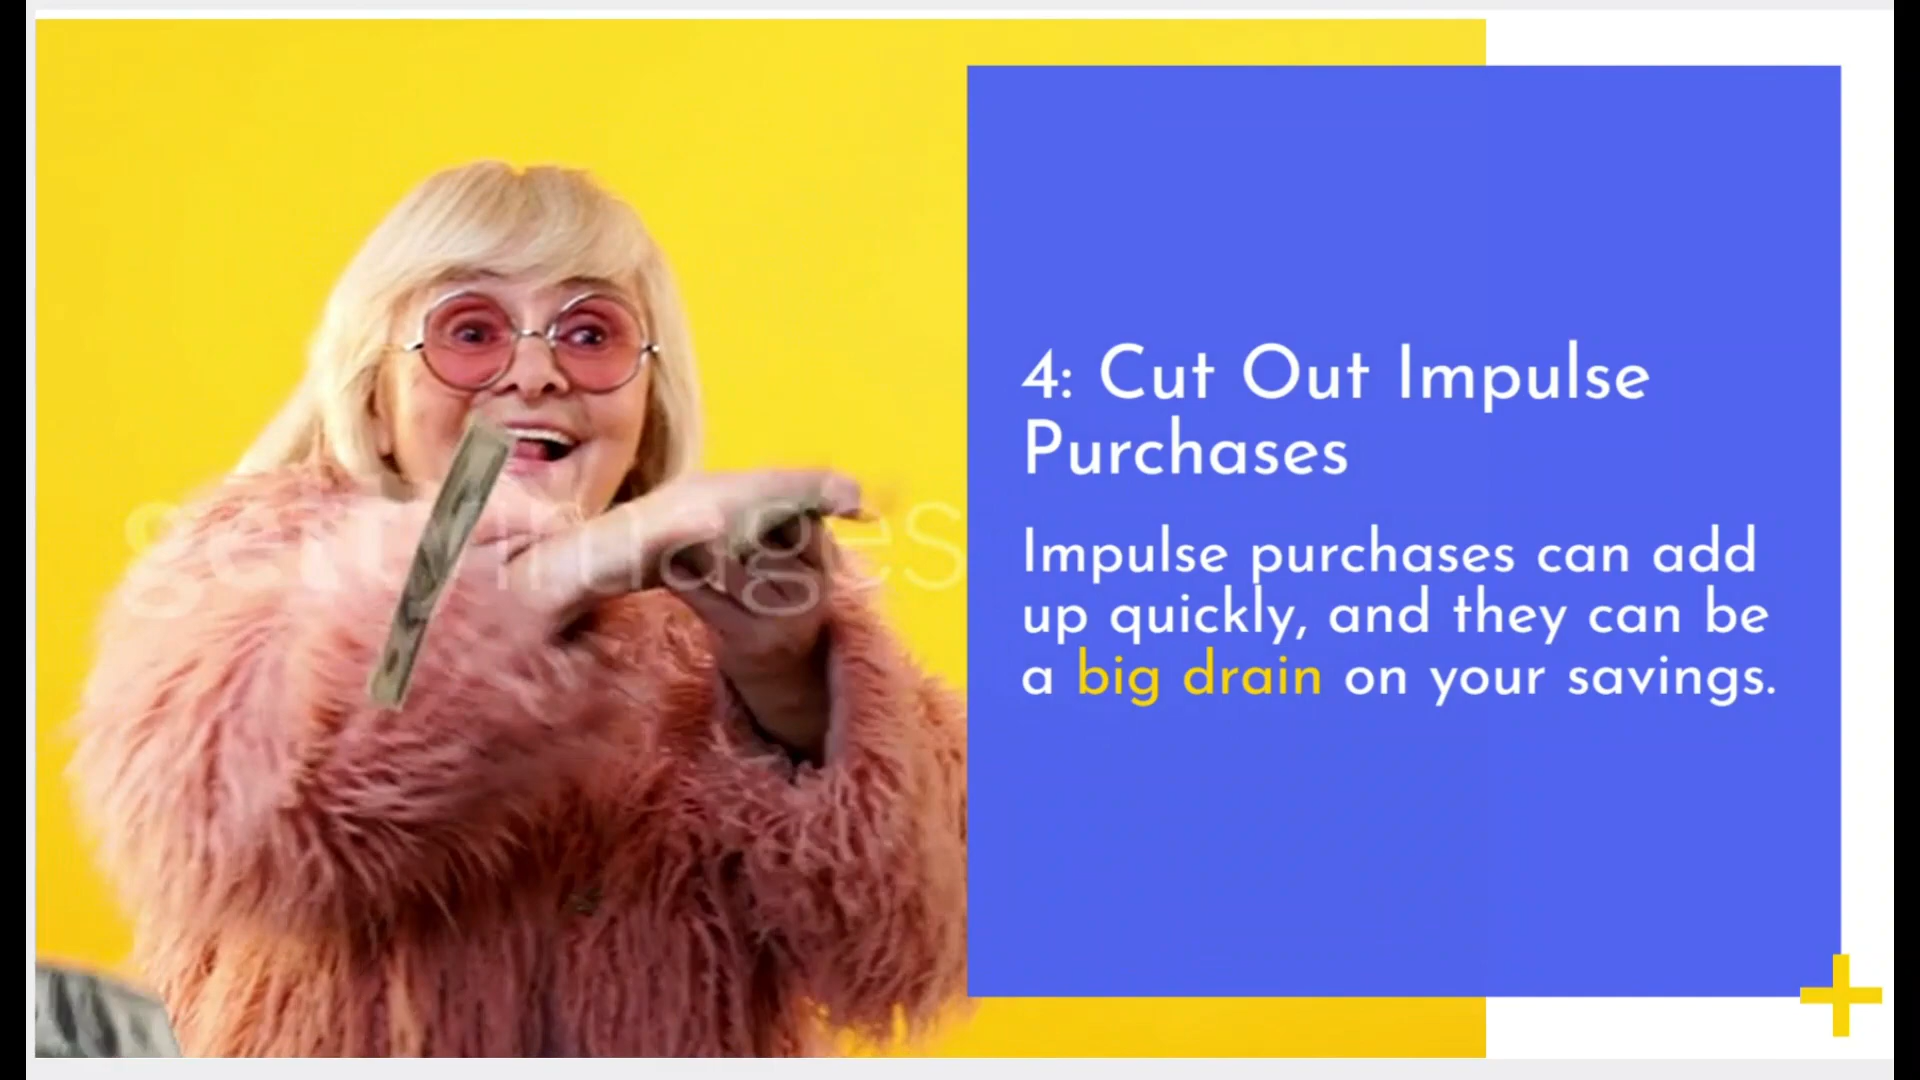 gettyimages
4: Cut Out Impulse
Purchases
Impulse purchases can add
up quickly, and they can be
a big drain on your savings.